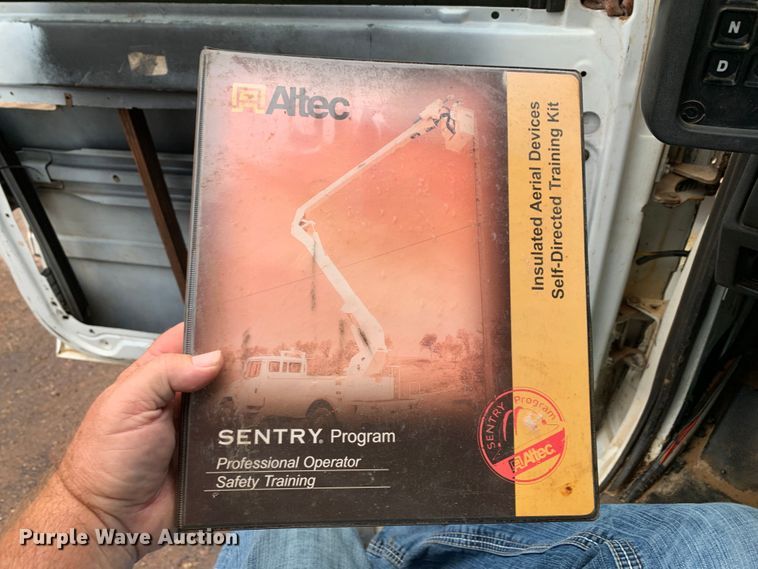 Altec
Insulated Aerial Devices
Self-Directed Training Kit
SENTRY® Program
Professional Operator
Safety Training
SENTRY Program
Altec
N
D
Purple Wave Auction